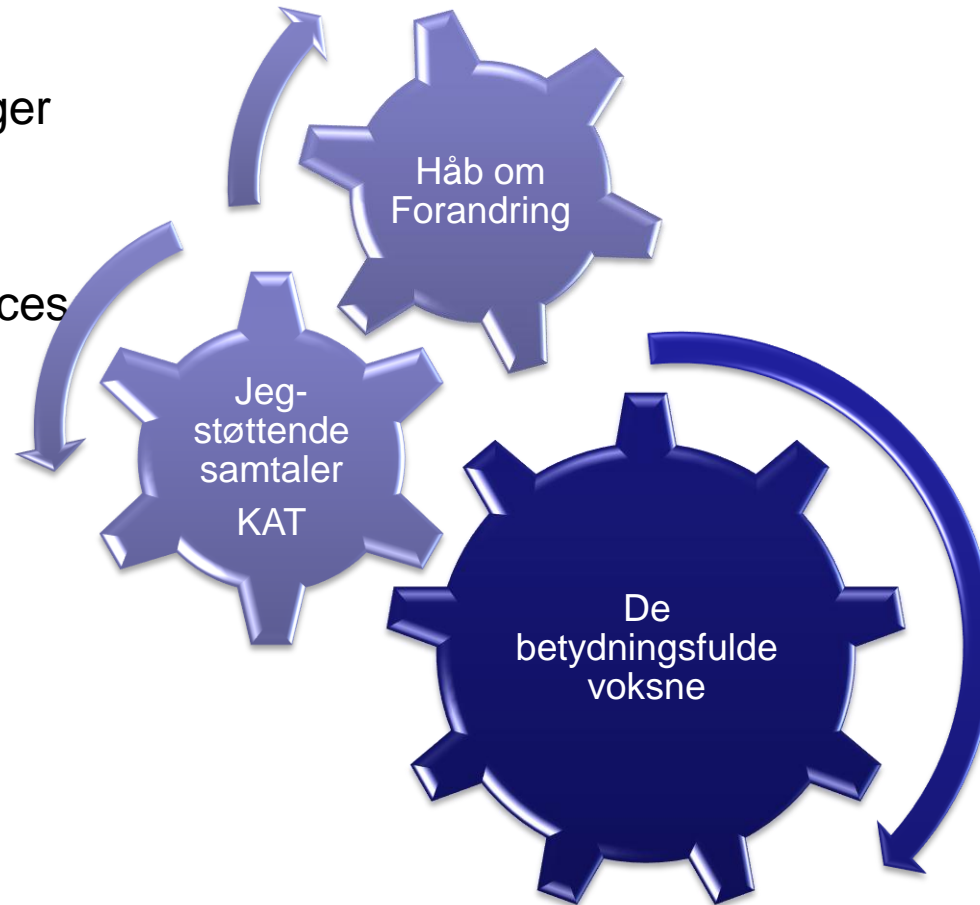 ger
Håb om
Forandring
ces
Jeg-
støttende
samtaler
KAT
De
betydningsfulde
voksne